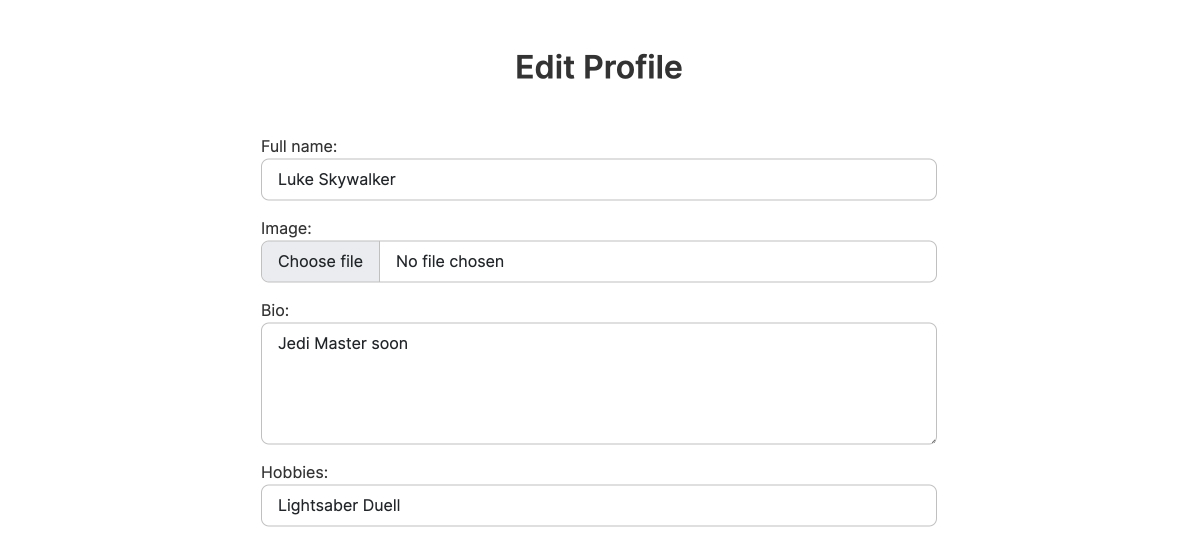 Edit Profile
Full name:
Luke Skywalker
Image:
Choose file No file chosen
Bio:
Jedi Master soon
Hobbies:
Lightsaber Duell